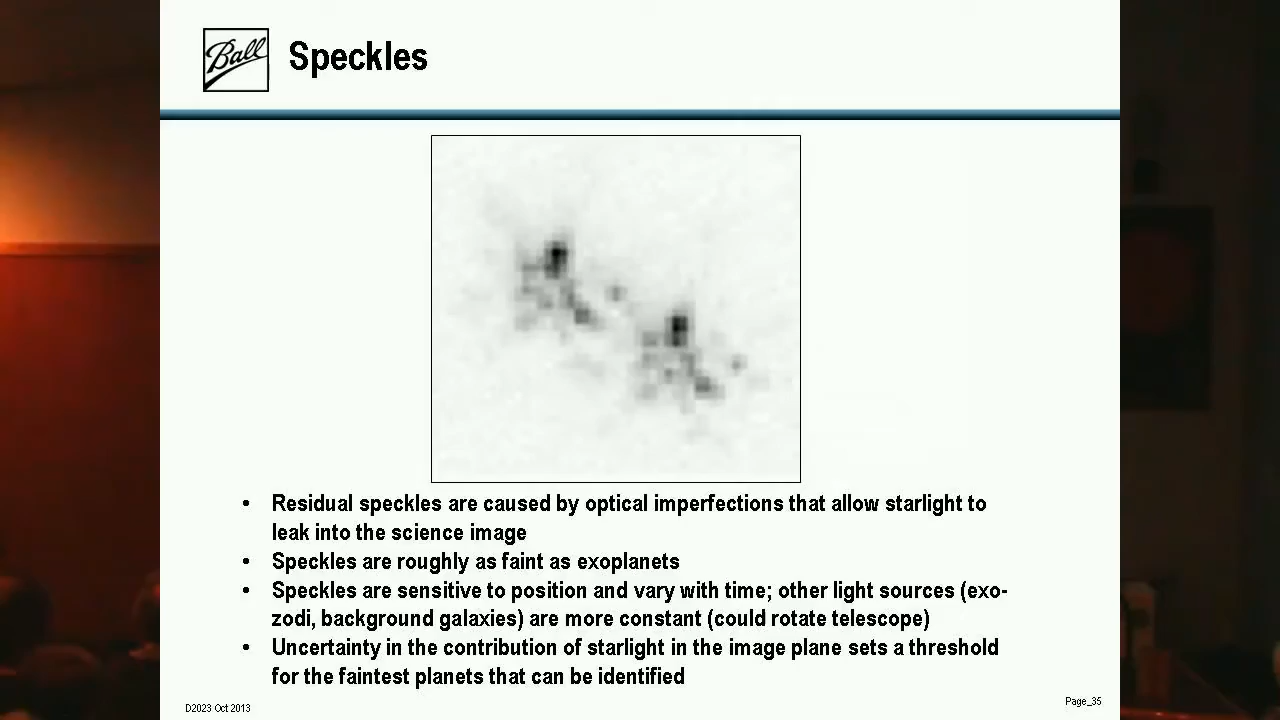 Ball
Speckles
• Residual speckles are caused by optical imperfections that allow starlight to
leak into the science image
• Speckles are roughly as faint as exoplanets
• Speckles are sensitive to position and vary with time; other light sources (exo-
zodi, background galaxies) are more constant (could rotate telescope)
• Uncertainty in the contribution of starlight in the image plane sets a threshold
for the faintest planets that can be identified
D2023 Oct 2013
Page_35